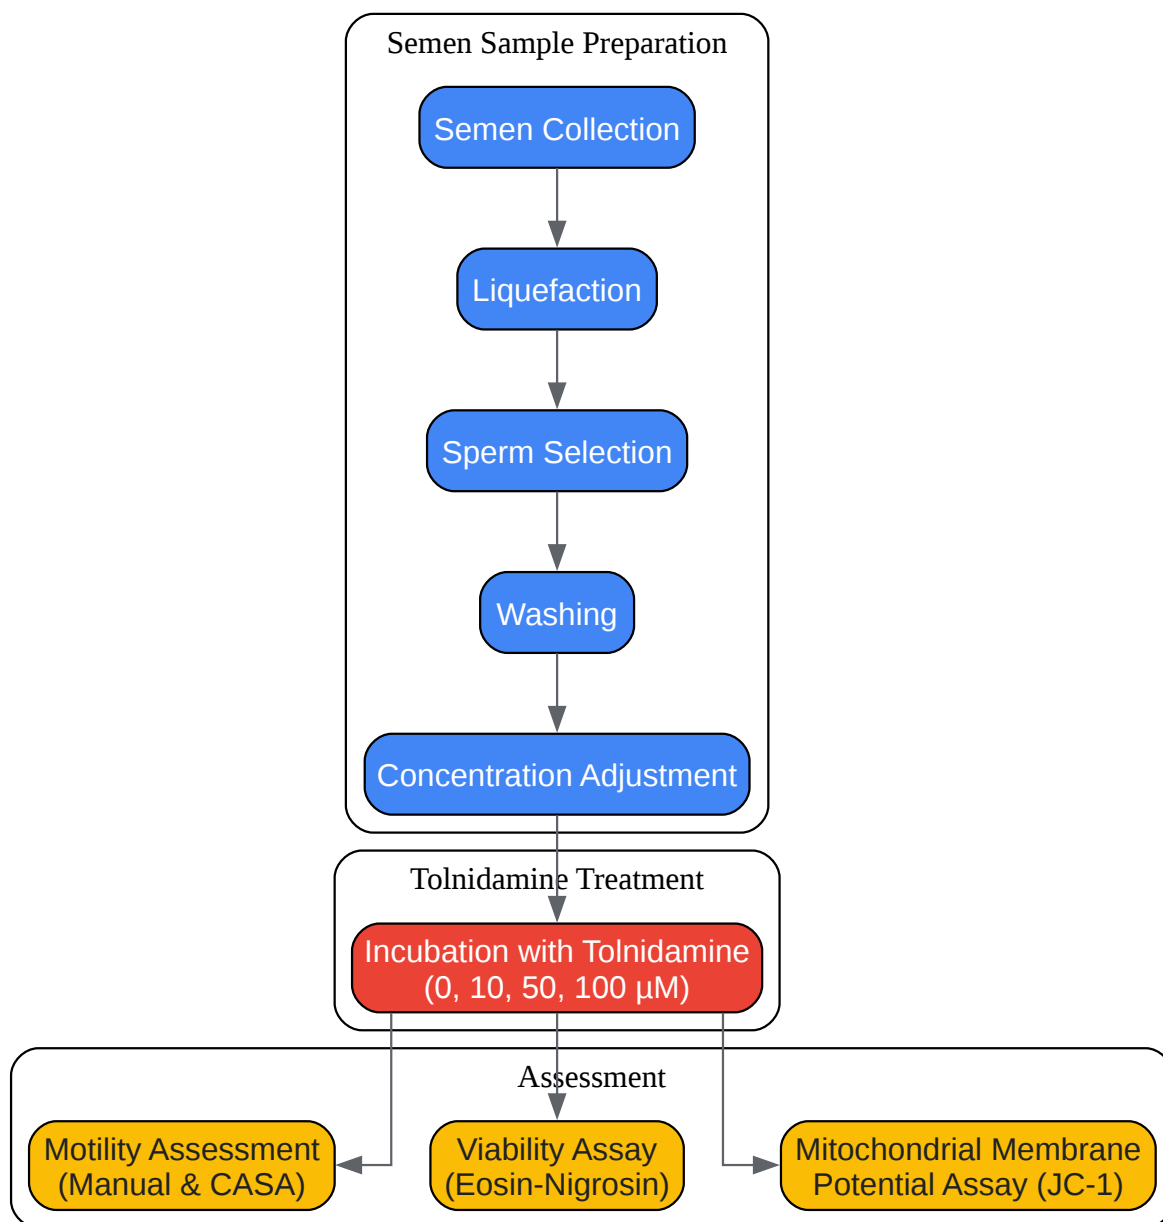 Semen Sample Preparation
Semen Collection
Liquefaction
Sperm Selection
Washing
Concentration Adjustment
Tolnidamine Treatment
Incubation with Tolnidamine
(0, 10, 50, 100 µM)
Assessment
Motility Assessment
(Manual & CASA)
Viability Assay
(Eosin-Nigrosin)
Mitochondrial Membrane
Potential Assay (JC-1)